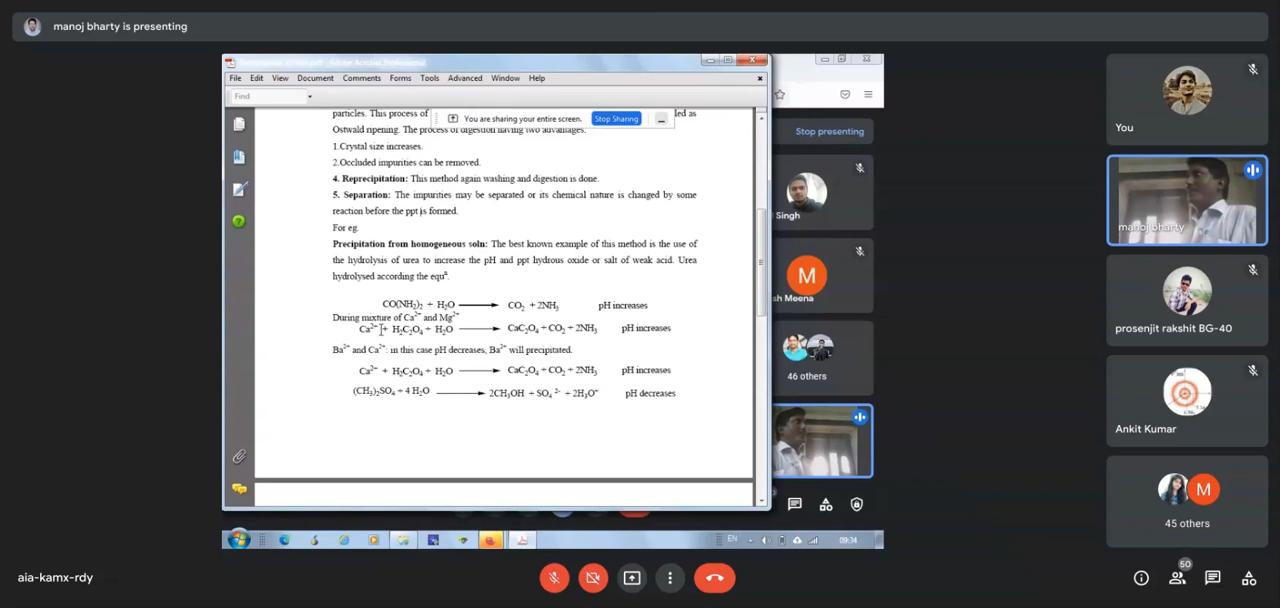 manoj bharty is presenting
File Edit View Document Comments Forms Tools Advanced Window Help
Find
particles. This process of
You are sharing your entire screen. Stop Sharing
led as
Ostwald ripening. The process of digestion having two advantages.
1.Crystal size increases.
2.Occluded impurities can be removed.
4. Reprecipitation: This method again washing and digestion is done.
5. Separation: The impurities may be separated or its chemical nature is changed by some
reaction before the ppt is formed.
For eg.
Precipitation from homogeneous soln: The best known example of this method is the use of
the hydrolysis of urea to increase the pH and ppt hydrous oxide or salt of weak acid. Urea
hydrolysed according the equⁿ.
CO(NH₂)₂ + H₂O → CO₂ + 2NH₃ pH increases
During mixture of Ca²⁺ and Mg²⁺
Ca²⁺ + H₂C₂O₄ + H₂O → CaC₂O₄ + CO₂ + 2NH₃ pH increases
Ba²⁺ and Ca²⁺: in this case pH decreases, Ba²⁺ will precipitated.
Ca²⁺ + H₂C₂O₄ + H₂O → CaC₂O₄ + CO₂ + 2NH₃ pH increases
(CH₃)₂SO₄ + 4 H₂O → 2CH₃OH + SO₄²⁻ + 2H₃O⁺ pH decreases
Stop presenting
Singh
sh Meena
M
46 others
EN
09:34
You
manoj bharty
prosenjit rakshit BG-40
Ankit Kumar
M
45 others
aia-kamx-rdy
50